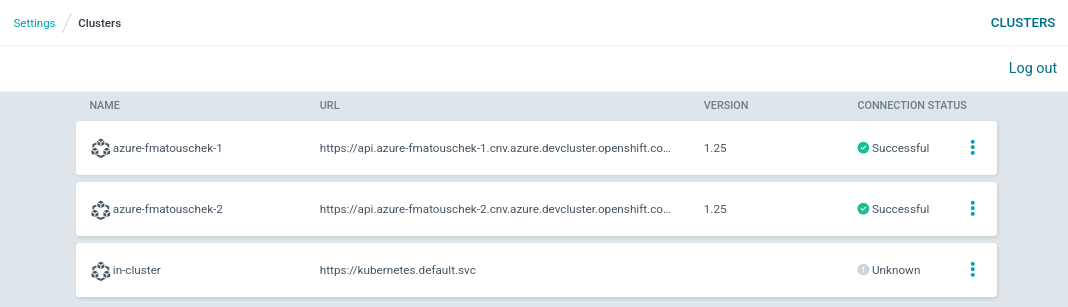 Settings / Clusters CLUSTERS
Log out
NAME URL VERSION CONNECTION STATUS
azure-fmatouschek-1 https://api.azure-fmatouschek-1.cnv.azure.devcluster.openshift.co... 1.25 Successful
azure-fmatouschek-2 https://api.azure-fmatouschek-2.cnv.azure.devcluster.openshift.co... 1.25 Successful
in-cluster https://kubernetes.default.svc Unknown